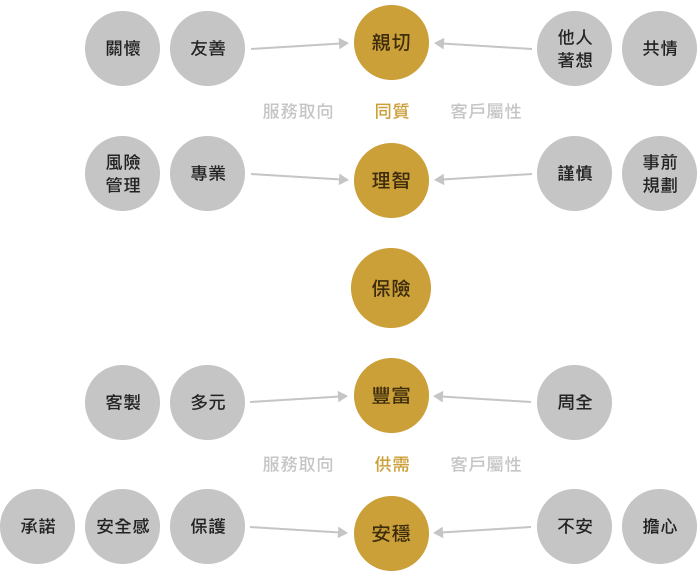 關懷
友善
親切
他人
著想
共情
服務取向
同質
客戶屬性
風險
管理
專業
理智
謹慎
事前
規劃
保險
客製
多元
豐富
周全
服務取向
供需
客戶屬性
承諾
安全感
保護
安穩
不安
擔心